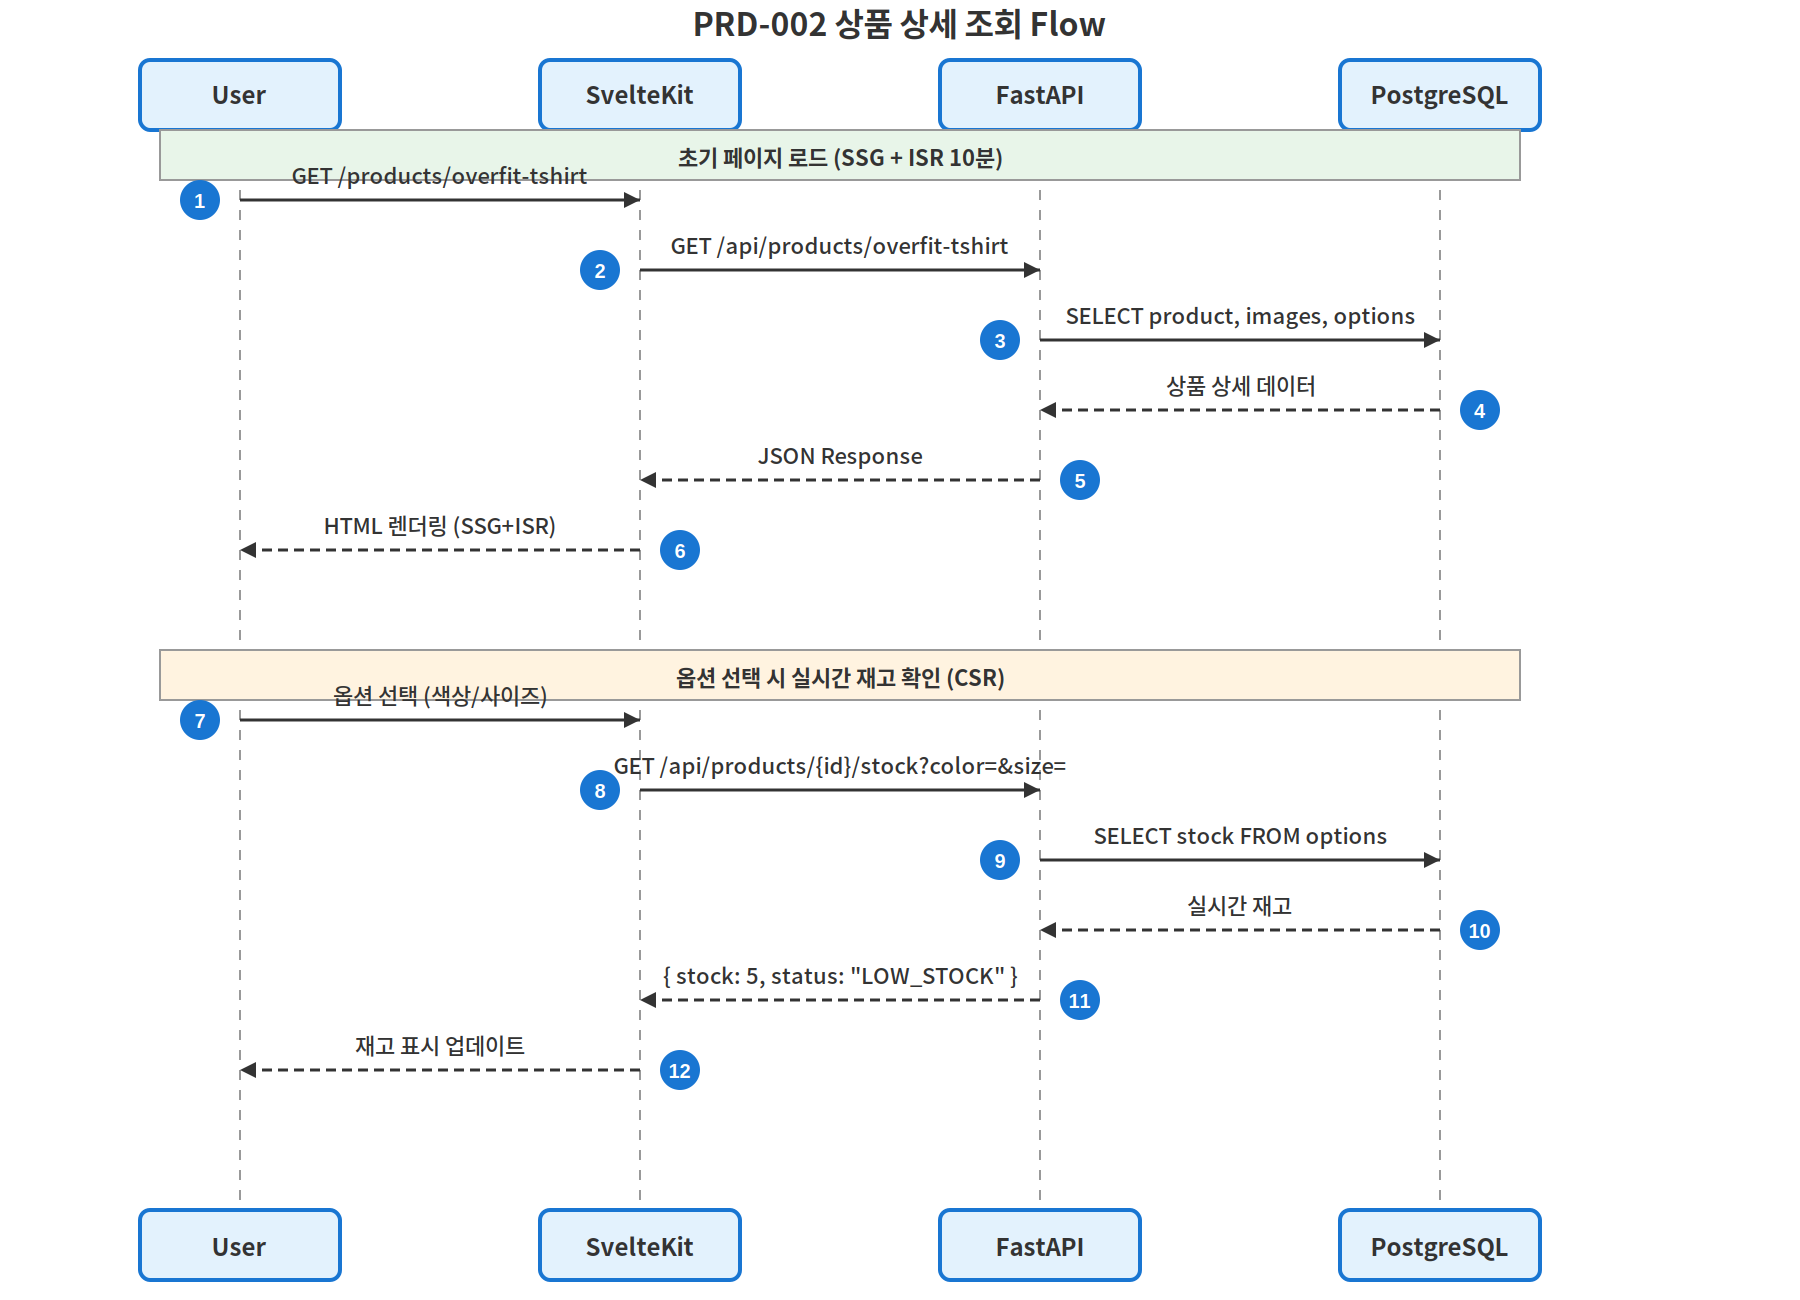 PRD-002 상품 상세 조회 Flow
User
SvelteKit
FastAPI
PostgreSQL
초기 페이지 로드 (SSG + ISR 10분)
GET /products/overfit-tshirt
1
GET /api/products/overfit-tshirt
2
SELECT product, images, options
3
상품 상세 데이터
4
JSON Response
5
HTML 렌더링 (SSG+ISR)
6
옵션 선택 시 실시간 재고 확인 (CSR)
옵션 선택 (색상/사이즈)
7
GET /api/products/{id}/stock?color=&size=
8
SELECT stock FROM options
9
실시간 재고
10
{ stock: 5, status: "LOW_STOCK" }
11
재고 표시 업데이트
12
User
SvelteKit
FastAPI
PostgreSQL